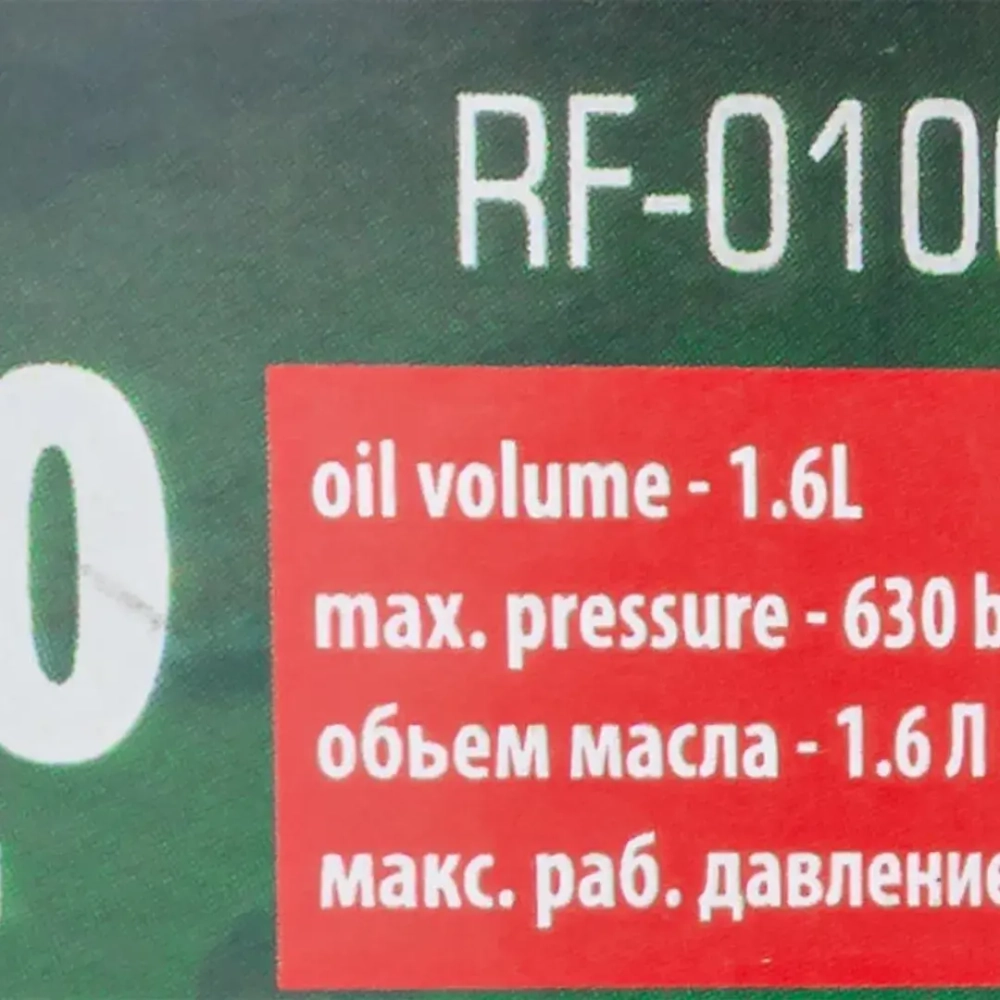 RF-010
0
oil volume - 1.6L
max. pressure - 630 b
обьем масла - 1.6 Л
макс. раб. давление